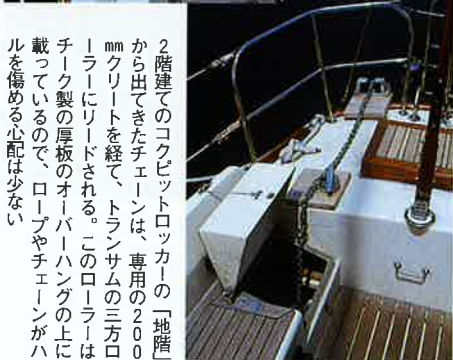 ２階建てのコクピットロッカーの「地階」
から出てきたチェーンは、専用の２００
mmクリートを経て、トランサムの三方ロ
ーラーにリードされる。このローラーは
チーク製の厚板のオーバーハングの上に
載っているので、ロープやチェーンがハ
ルを傷める心配は少ない